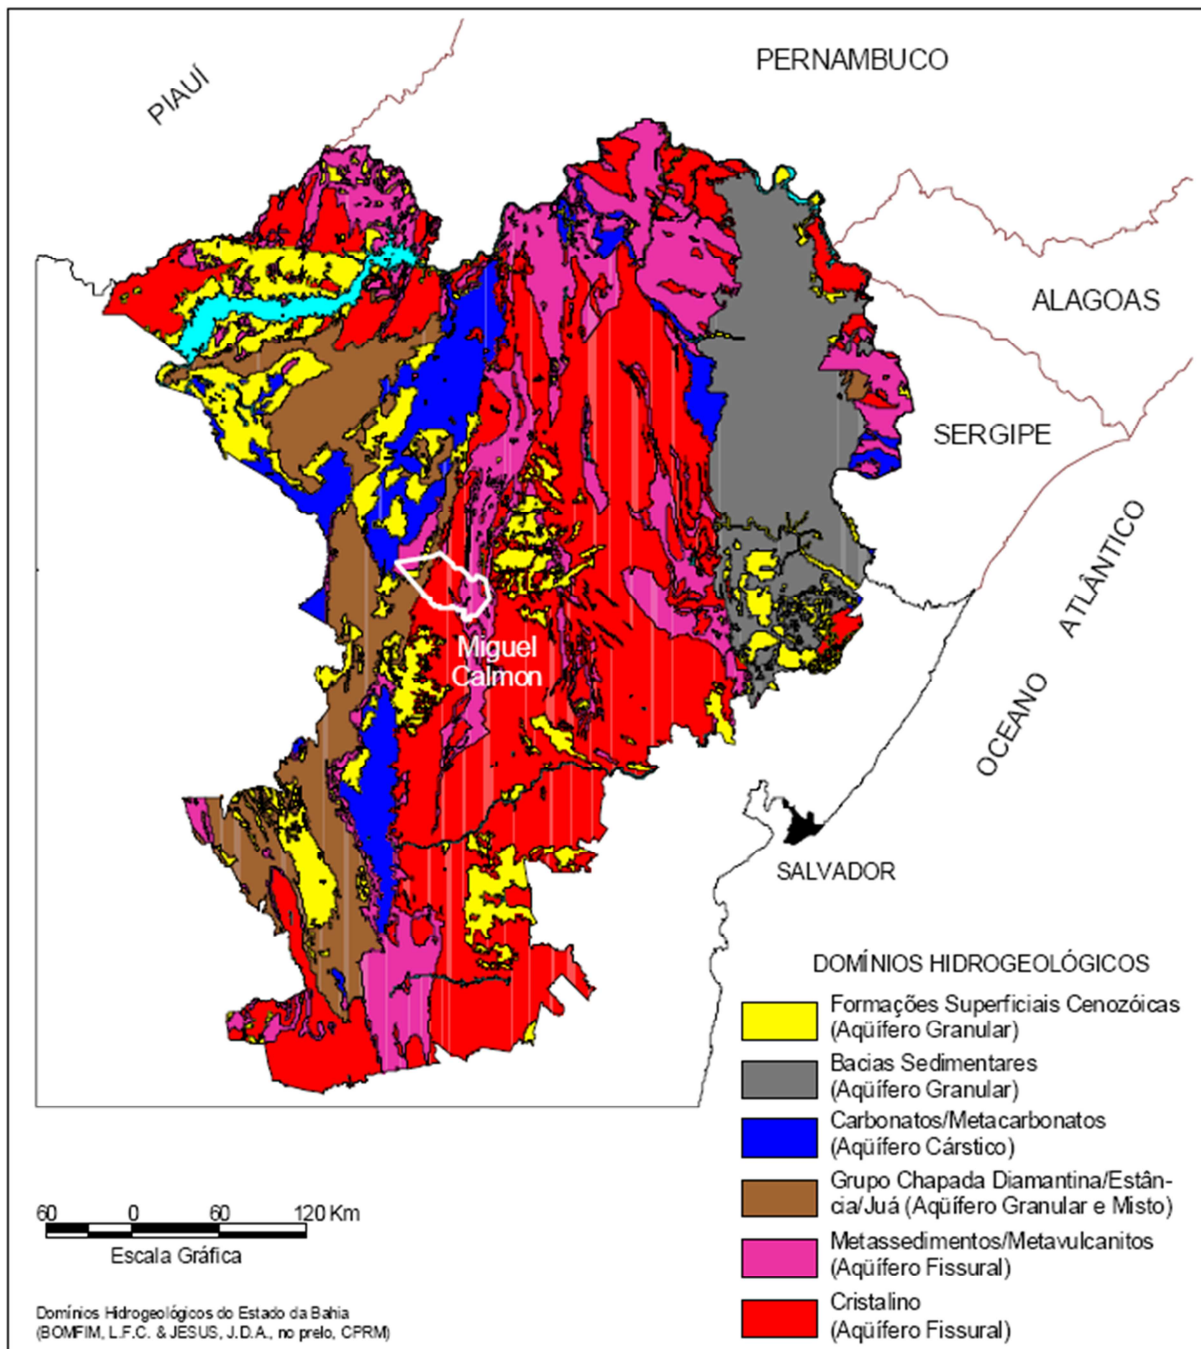 PIAUÍ
PERNAMBUCO
ALAGOAS
SERGIPE
OCEANO ATLÂNTICO
Miguel
Calmon
SALVADOR
DOMÍNIOS HIDROGEOLÓGICOS
Formações Superficiais Cenozóicas
(Aqüífero Granular)
Bacias Sedimentares
(Aqüífero Granular)
Carbonatos/Metacarbonatos
(Aqüífero Cárstico)
Grupo Chapada Diamantina/Estân-
cia/Juá (Aqüífero Granular e Misto)
Metassedimentos/Metavulcanitos
(Aqüífero Fissural)
Cristalino
(Aqüífero Fissural)
60 0 60 120 Km
Escala Gráfica
Domínios Hidrogeológicos do Estado da Bahia
(BOMFIM, L.F.C. & JESUS, J.D.A., no prelo, CPRM)